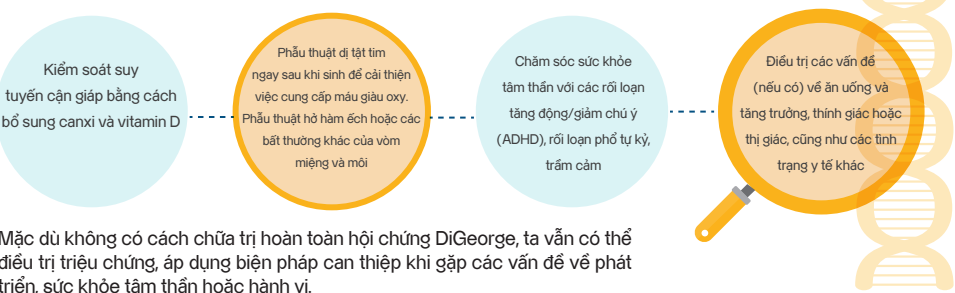 Kiểm soát suy
tuyến cận giáp bằng cách
bổ sung canxi và vitamin D
Phẫu thuật dị tật tim
ngay sau khi sinh để cải thiện
việc cung cấp máu giàu oxy.
Phẫu thuật hở hàm ếch hoặc các
bất thường khác của vòm
miệng và môi
Chăm sóc sức khỏe
tâm thần với các rối loạn
tăng động/giảm chú ý
(ADHD), rối loạn phổ tự kỷ,
trầm cảm
Điều trị các vấn đề
(nếu có) về ăn uống và
tăng trưởng, thính giác hoặc
thị giác, cũng như các tình
trạng y tế khác
Mặc dù không có cách chữa trị hoàn toàn hội chứng DiGeorge, ta vẫn có thể
điều trị triệu chứng, áp dụng biện pháp can thiệp khi gặp các vấn đề về phát
triển, sức khỏe tâm thần hoặc hành vi.